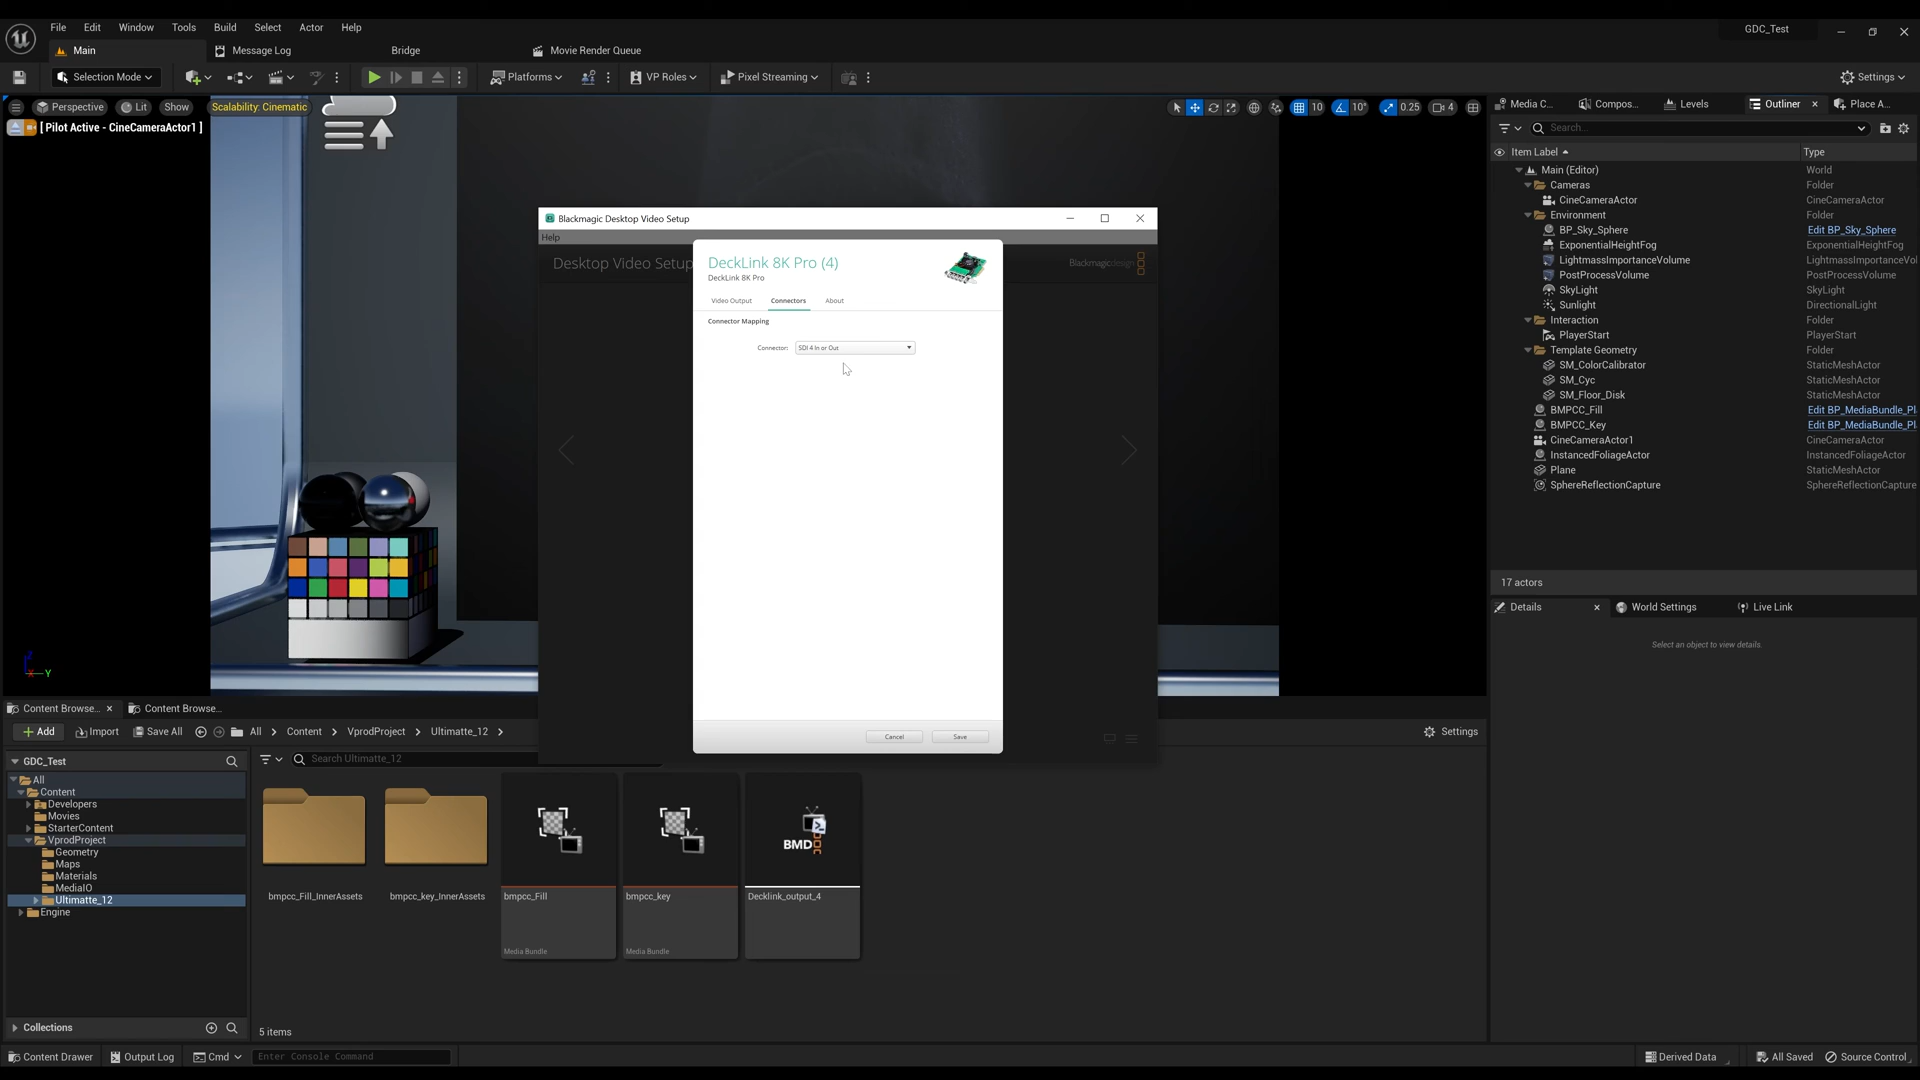 File Edit Window Tools Build Select Actor Help
GDC_Test
Main Message Log Bridge Movie Render Queue
Selection Mode Platforms VP Roles Pixel Streaming Settings
Perspective Lit Show Scalability: Cinematic 10 10° 0.25 4
[ Pilot Active - CineCameraActor1 ]
Media C... Compos... Levels Outliner Place A...
Search...
Item Label Type
Main (Editor) World
Cameras Folder
CineCameraActor CineCameraActor
Environment Folder
BP_Sky_Sphere Edit BP_Sky_Sphere
ExponentialHeightFog ExponentialHeightFog
LightmassImportanceVolume LightmassImportanceVol
PostProcessVolume PostProcessVolume
SkyLight SkyLight
Sunlight DirectionalLight
Interaction Folder
PlayerStart PlayerStart
Template Geometry Folder
SM_ColorCalibrator StaticMeshActor
SM_Cyc StaticMeshActor
SM_Floor_Disk StaticMeshActor
BMPCC_Fill Edit BP_MediaBundle_Pl
BMPCC_Key Edit BP_MediaBundle_Pl
CineCameraActor1 CineCameraActor
InstancedFoliageActor InstancedFoliageActor
Plane StaticMeshActor
SphereReflectionCapture SphereReflectionCapture
17 actors
Details World Settings Live Link
Select an object to view details.
Blackmagic Desktop Video Setup
Help
Desktop Video Setup
Blackmagicdesign
DeckLink 8K Pro (4)
DeckLink 8K Pro
Video Output Connectors About
Connector Mapping
Connector: SDI 4 In or Out
Cancel Save
Z
X Y
Content Browse... Content Browse...
Add Import Save All All Content VprodProject Ultimatte_12 Settings
GDC_Test
All
Content
Developers
Movies
StarterContent
VprodProject
Geometry
Maps
Materials
MediaIO
Ultimatte_12
Engine
Collections
Search Ultimatte_12
bmpcc_Fill_InnerAssets
bmpcc_key_InnerAssets
bmpcc_Fill
Media Bundle
bmpcc_key
Media Bundle
BMD
Decklink_output_4
5 items
Content Drawer Output Log Cmd Enter Console Command Derived Data All Saved Source Control